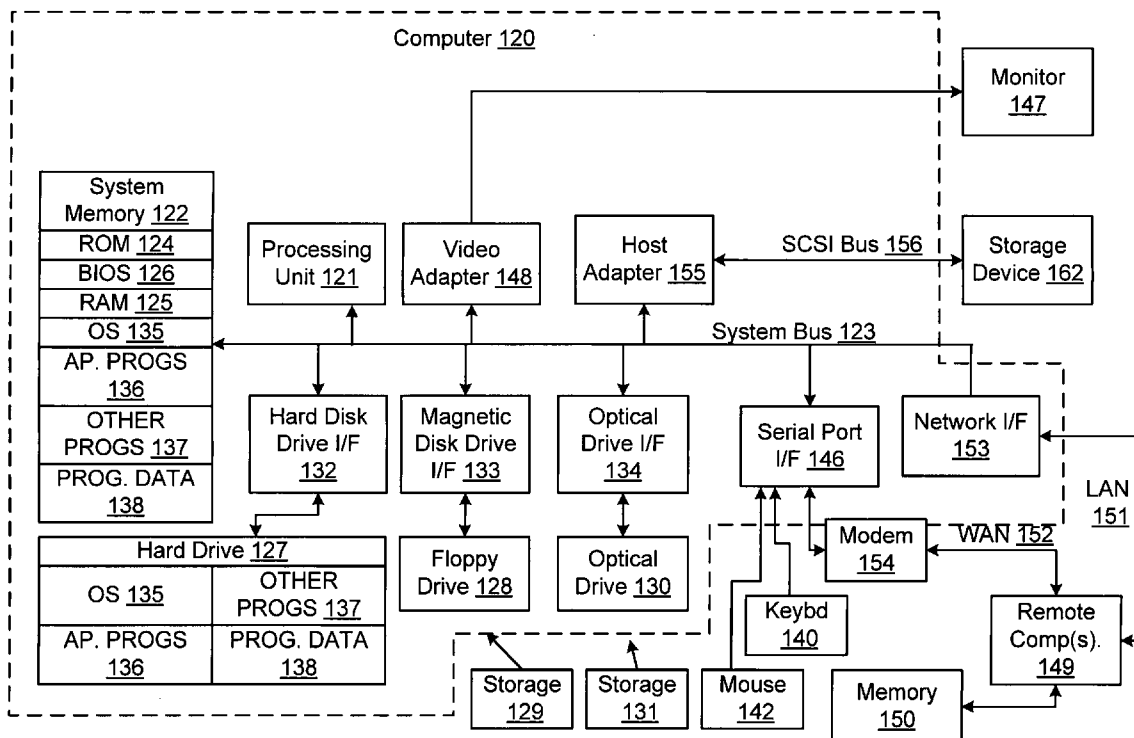 Computer 120
Monitor
147
System
Memory 122
ROM 124
BIOS 126
RAM 125
OS 135
AP. PROGS
136
OTHER
PROGS 137
PROG. DATA
138
Processing
Unit 121
Video
Adapter 148
Host
Adapter 155
SCSI Bus 156
Storage
Device 162
System Bus 123
Hard Disk
Drive I/F
132
Magnetic
Disk Drive
I/F 133
Optical
Drive I/F
134
Serial Port
I/F 146
Network I/F
153
LAN
151
Hard Drive 127
OS 135
OTHER
PROGS 137
AP. PROGS
136
PROG. DATA
138
Floppy
Drive 128
Optical
Drive 130
Modem
154
WAN 152
Keybd
140
Remote
Comp(s).
149
Storage
129
Storage
131
Mouse
142
Memory
150